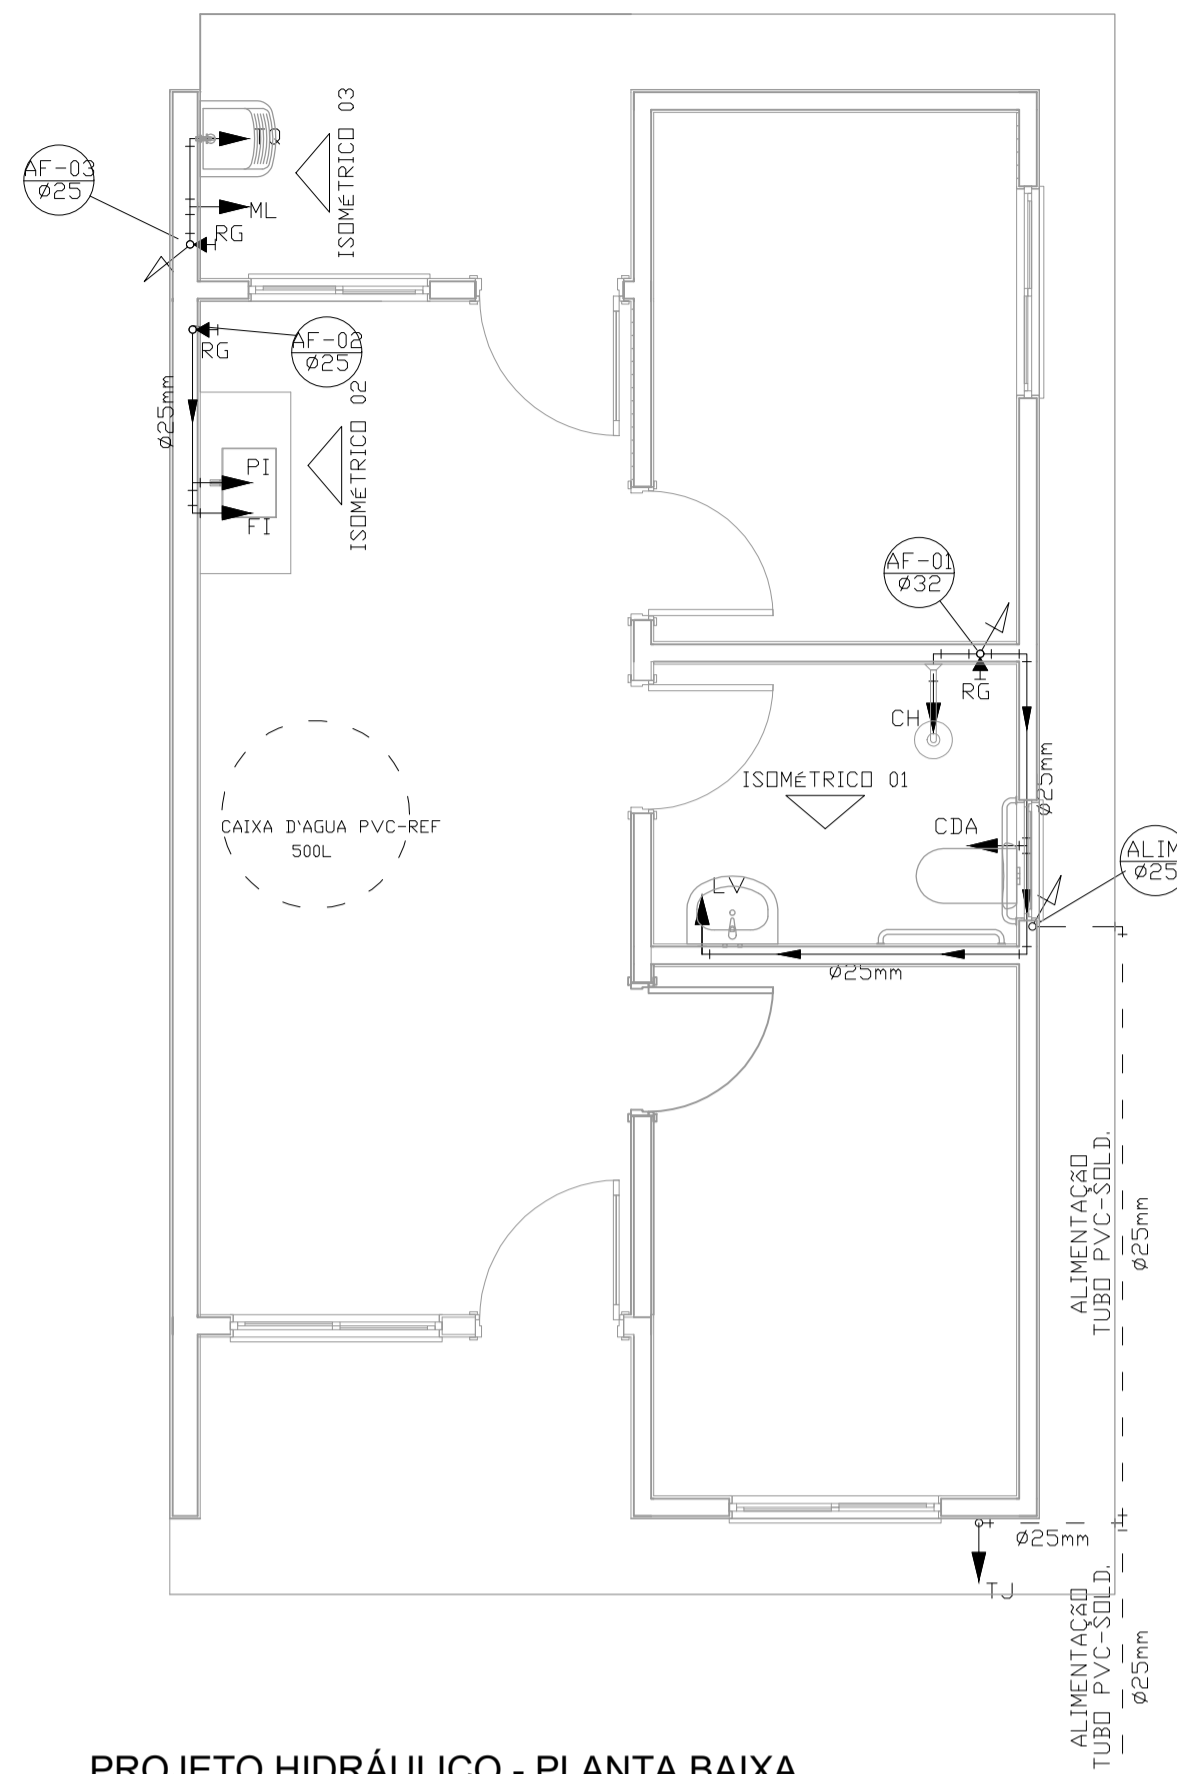 ISOMÉTRICO 03
TQ
AF-03
Ø25
ML
RG
AF-02
Ø25
RG
Ø25mm
ISOMÉTRICO 02
PI
FI
AF-01
Ø32
RG
CH
Ø25mm
ISOMÉTRICO 01
CAIXA D'AGUA PVC-REF
500L
CDA
ALIM
Ø25
LV
Ø25mm
ALIMENTAÇÃO
TUBO PVC-SOLD.
Ø25mm
Ø25mm
TJ
ALIMENTAÇÃO
TUBO PVC-SOLD.
Ø25mm
PROJETO HIDRÁULICO - PLANTA BAIXA